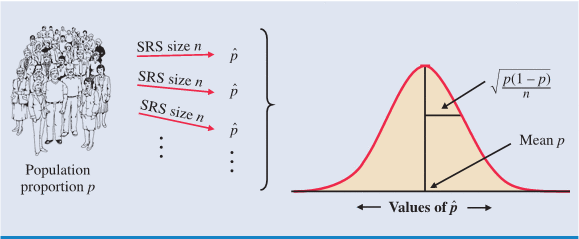 SRS size n
p̂
SRS size n
p̂
SRS size n
p̂
Population
proportion p
√(p(1 − p)/n)
Mean p
Values of p̂